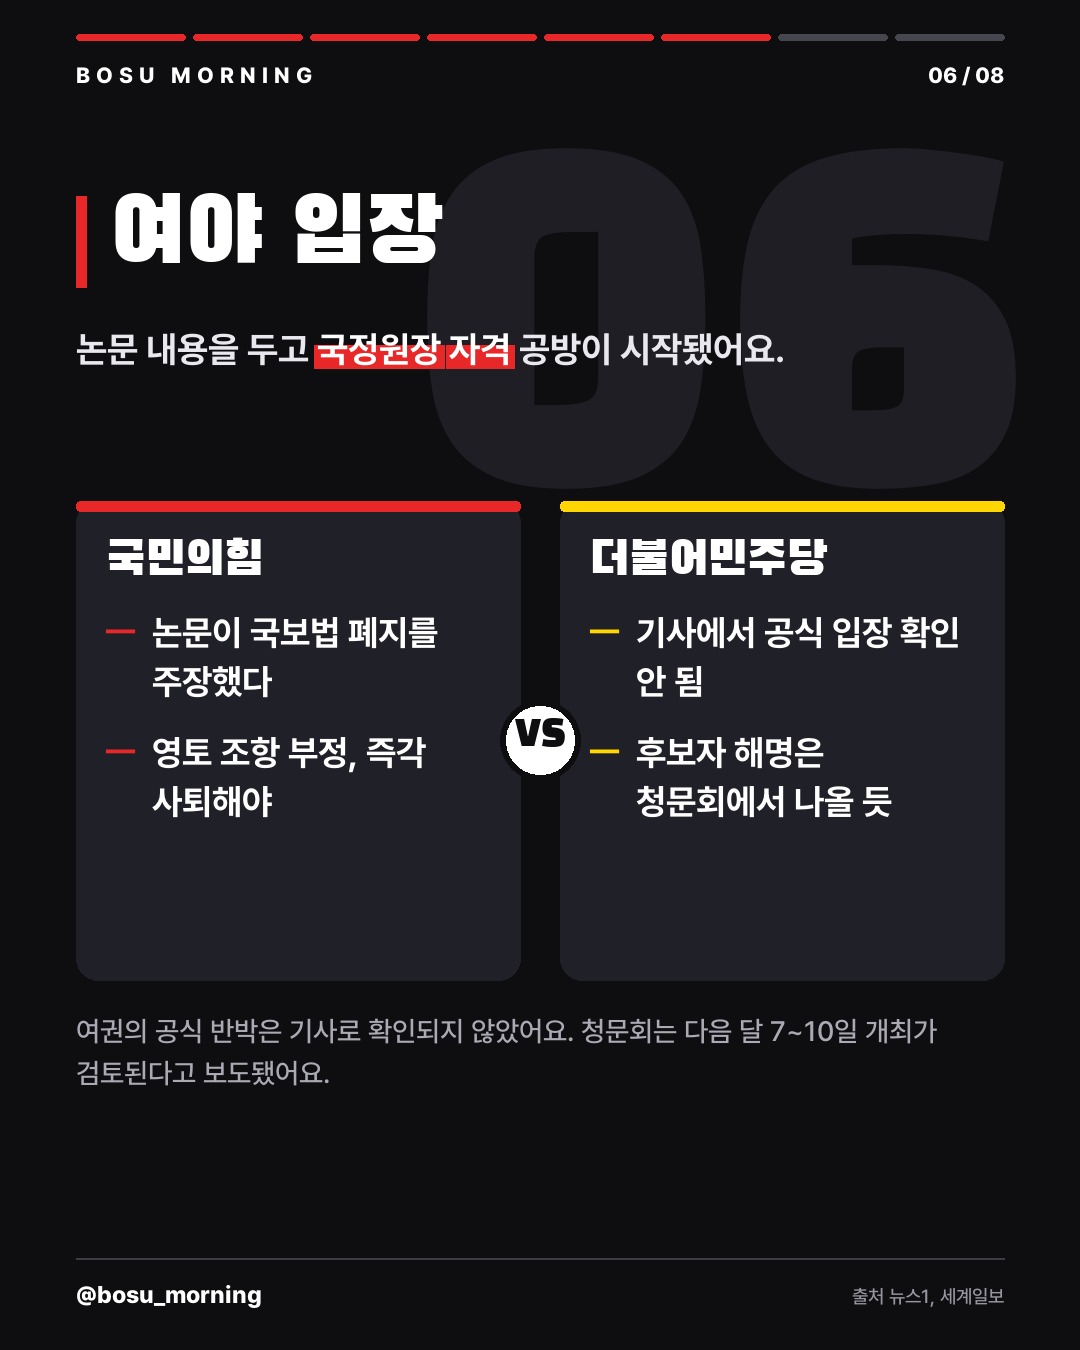 BOSU MORNING
06 / 08
06
여야 입장
논문 내용을 두고 국정원장 자격 공방이 시작됐어요.
국민의힘
— 논문이 국보법 폐지를
주장했다
— 영토 조항 부정, 즉각
사퇴해야
VS
더불어민주당
— 기사에서 공식 입장 확인
안 됨
— 후보자 해명은
청문회에서 나올 듯
여권의 공식 반박은 기사로 확인되지 않았어요. 청문회는 다음 달 7~10일 개최가
검토된다고 보도됐어요.
@bosu_morning
출처 뉴스1, 세계일보